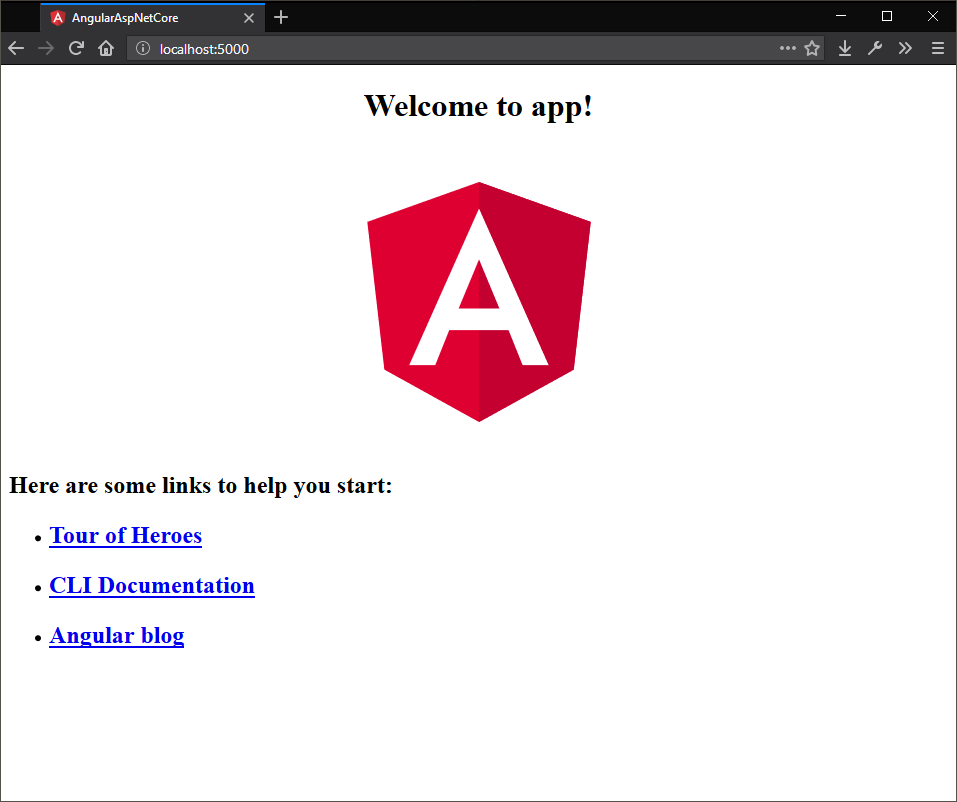 AngularAspNetCore
localhost:5000
Welcome to app!
A
Here are some links to help you start:
Tour of Heroes
CLI Documentation
Angular blog